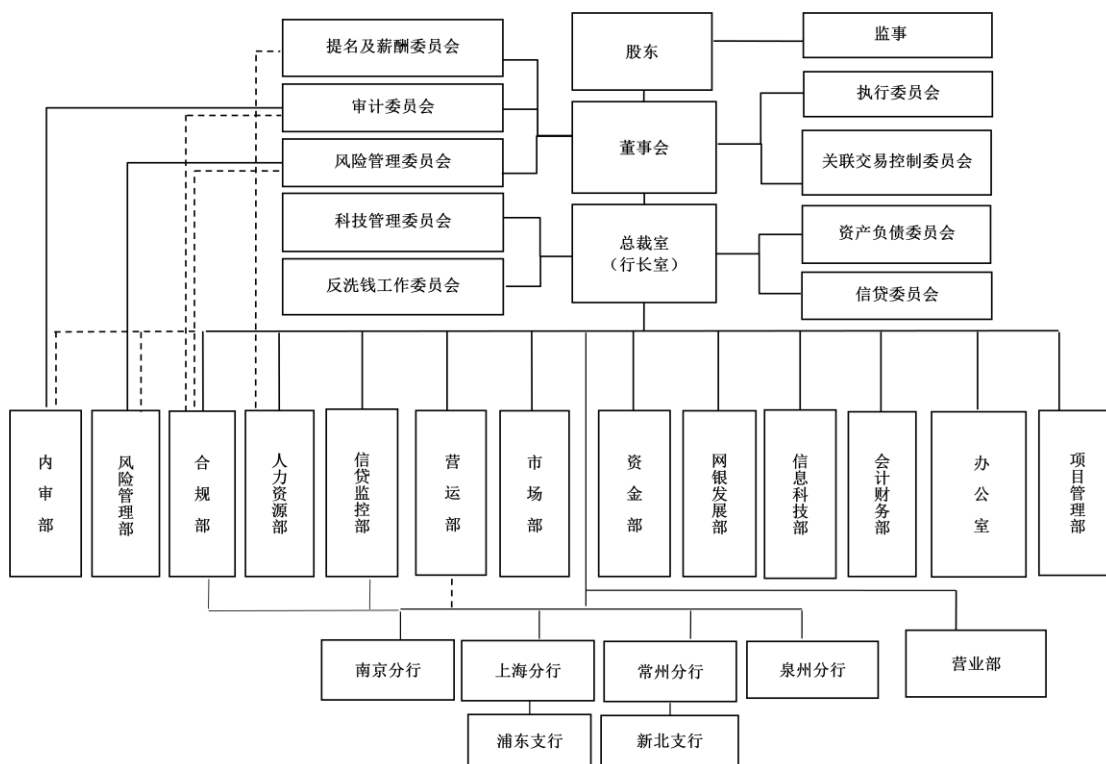 提名及薪酬委员会
股东
监事
审计委员会
执行委员会
董事会
风险管理委员会
关联交易控制委员会
科技管理委员会
总裁室
（行长室）
资产负债委员会
反洗钱工作委员会
信贷委员会
内审部
风险管理部
合规部
人力资源部
信贷监控部
营运部
市场部
资金部
网银发展部
信息科技部
会计财务部
办公室
项目管理部
南京分行
上海分行
常州分行
泉州分行
营业部
浦东支行
新北支行